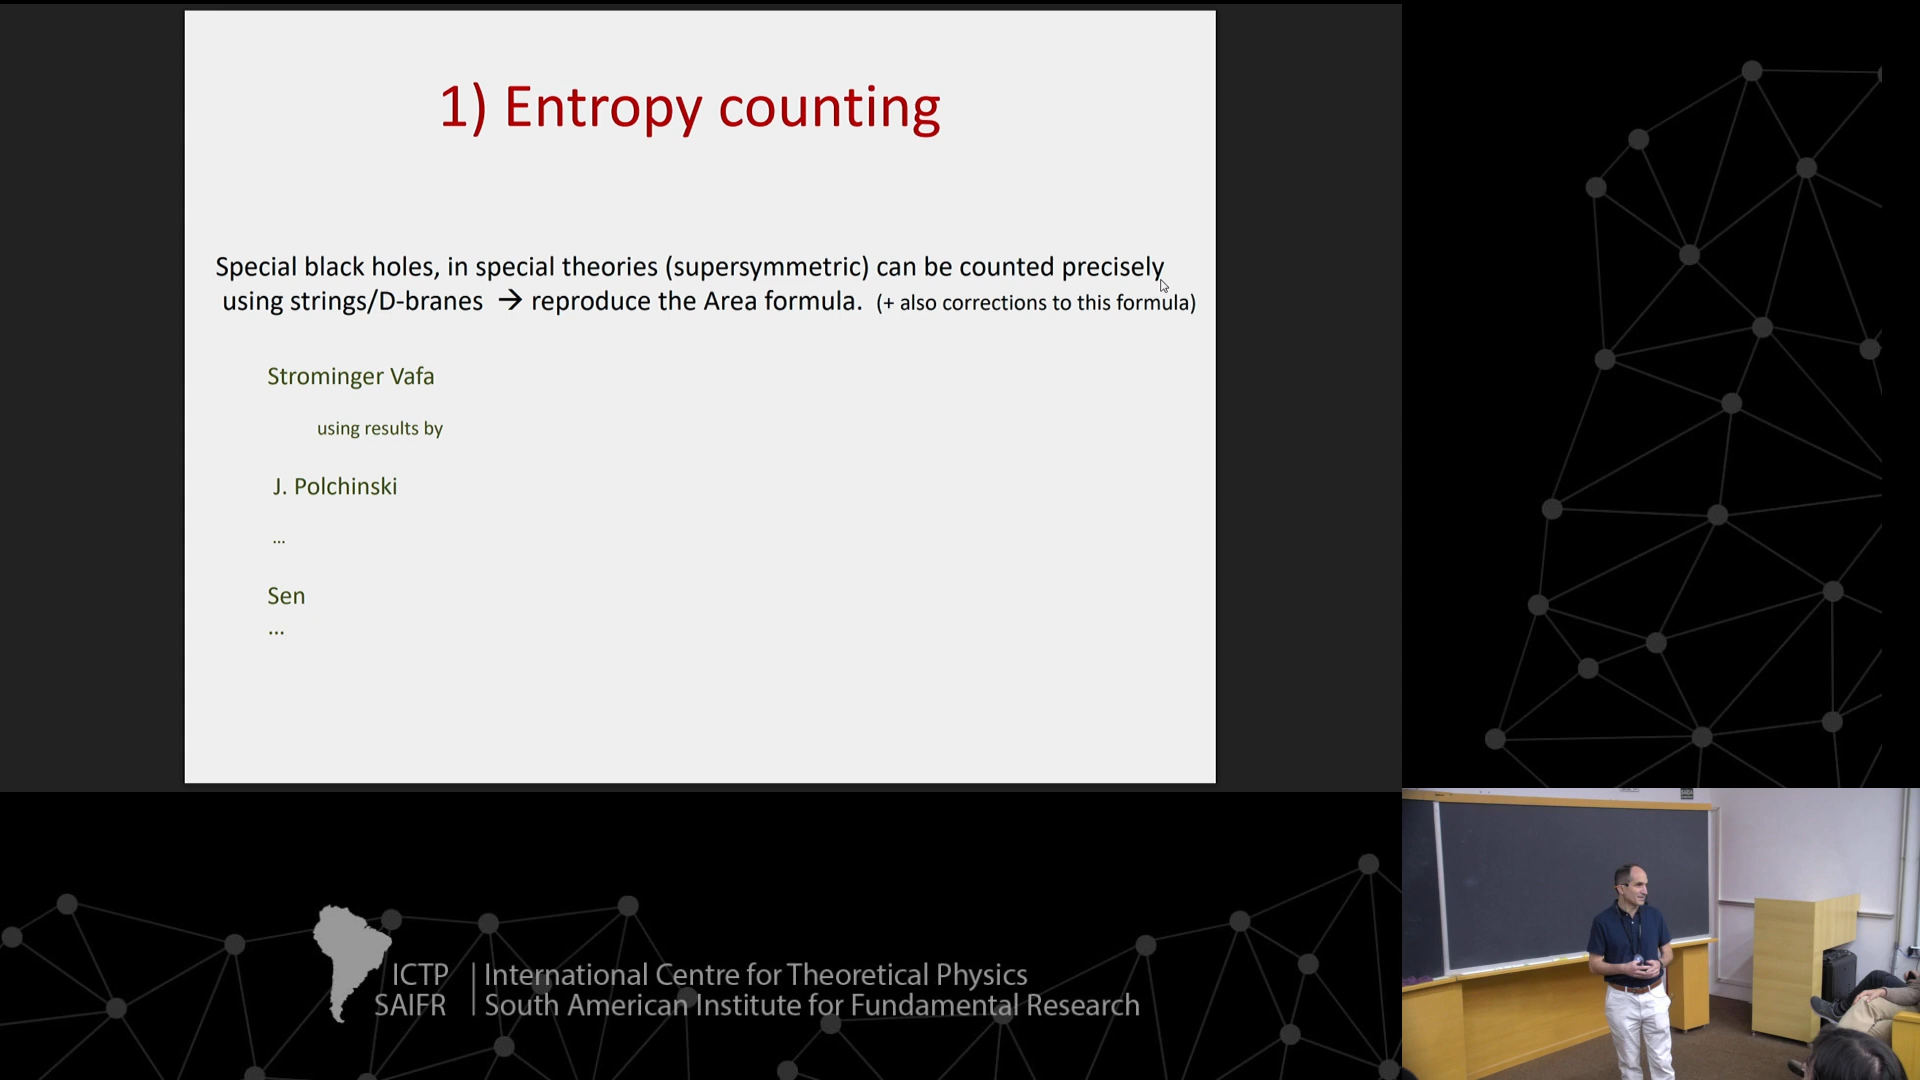 1) Entropy counting
Special black holes, in special theories (supersymmetric) can be counted precisely
using strings/D-branes → reproduce the Area formula. (+ also corrections to this formula)
Strominger Vafa
using results by
J. Polchinski
...
Sen
...
ICTP | International Centre for Theoretical Physics
SAIFR | South American Institute for Fundamental Research